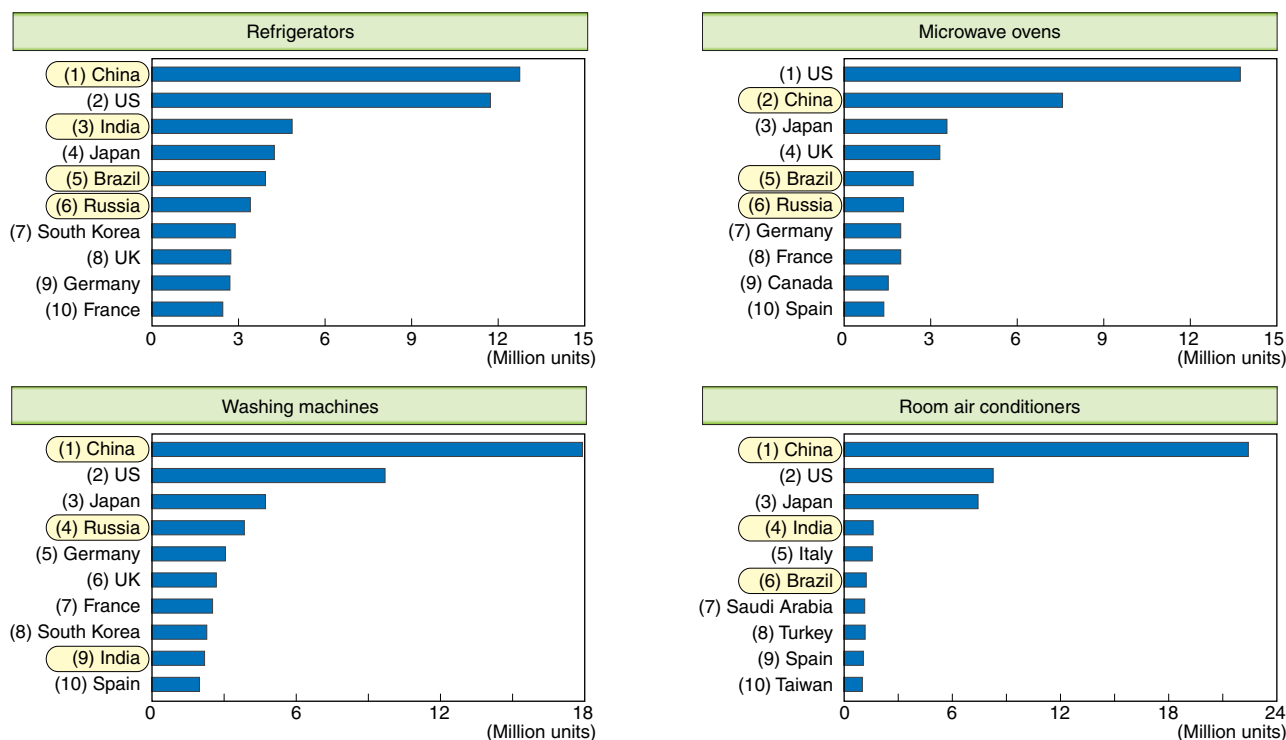 Refrigerators
(1) China
(2) US
(3) India
(4) Japan
(5) Brazil
(6) Russia
(7) South Korea
(8) UK
(9) Germany
(10) France
0 3 6 9 12 15
(Million units)
Microwave ovens
(1) US
(2) China
(3) Japan
(4) UK
(5) Brazil
(6) Russia
(7) Germany
(8) France
(9) Canada
(10) Spain
0 3 6 9 12 15
(Million units)
Washing machines
(1) China
(2) US
(3) Japan
(4) Russia
(5) Germany
(6) UK
(7) France
(8) South Korea
(9) India
(10) Spain
0 6 12 18
(Million units)
Room air conditioners
(1) China
(2) US
(3) Japan
(4) India
(5) Italy
(6) Brazil
(7) Saudi Arabia
(8) Turkey
(9) Spain
(10) Taiwan
0 6 12 18 24
(Million units)